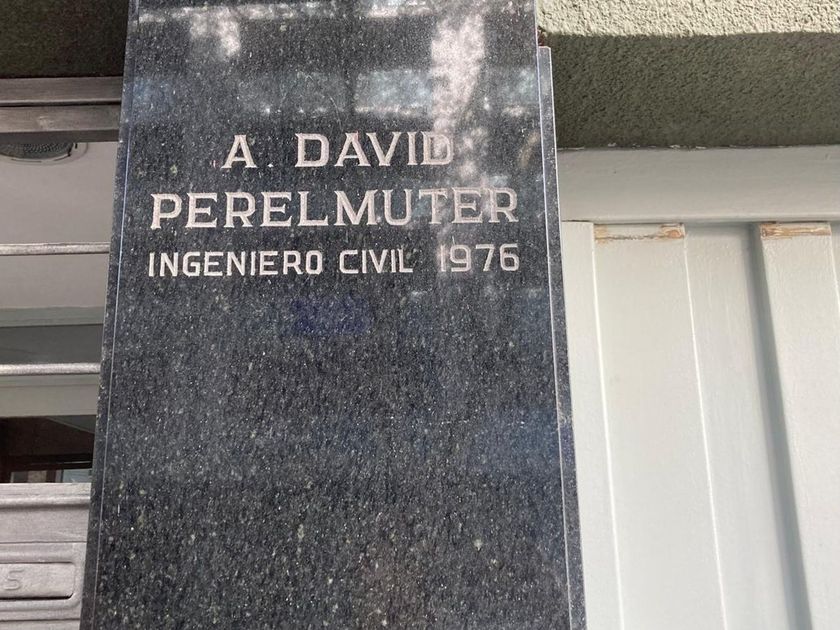 A DAVID
PERELMUTER
INGENIERO CIVIL 1976